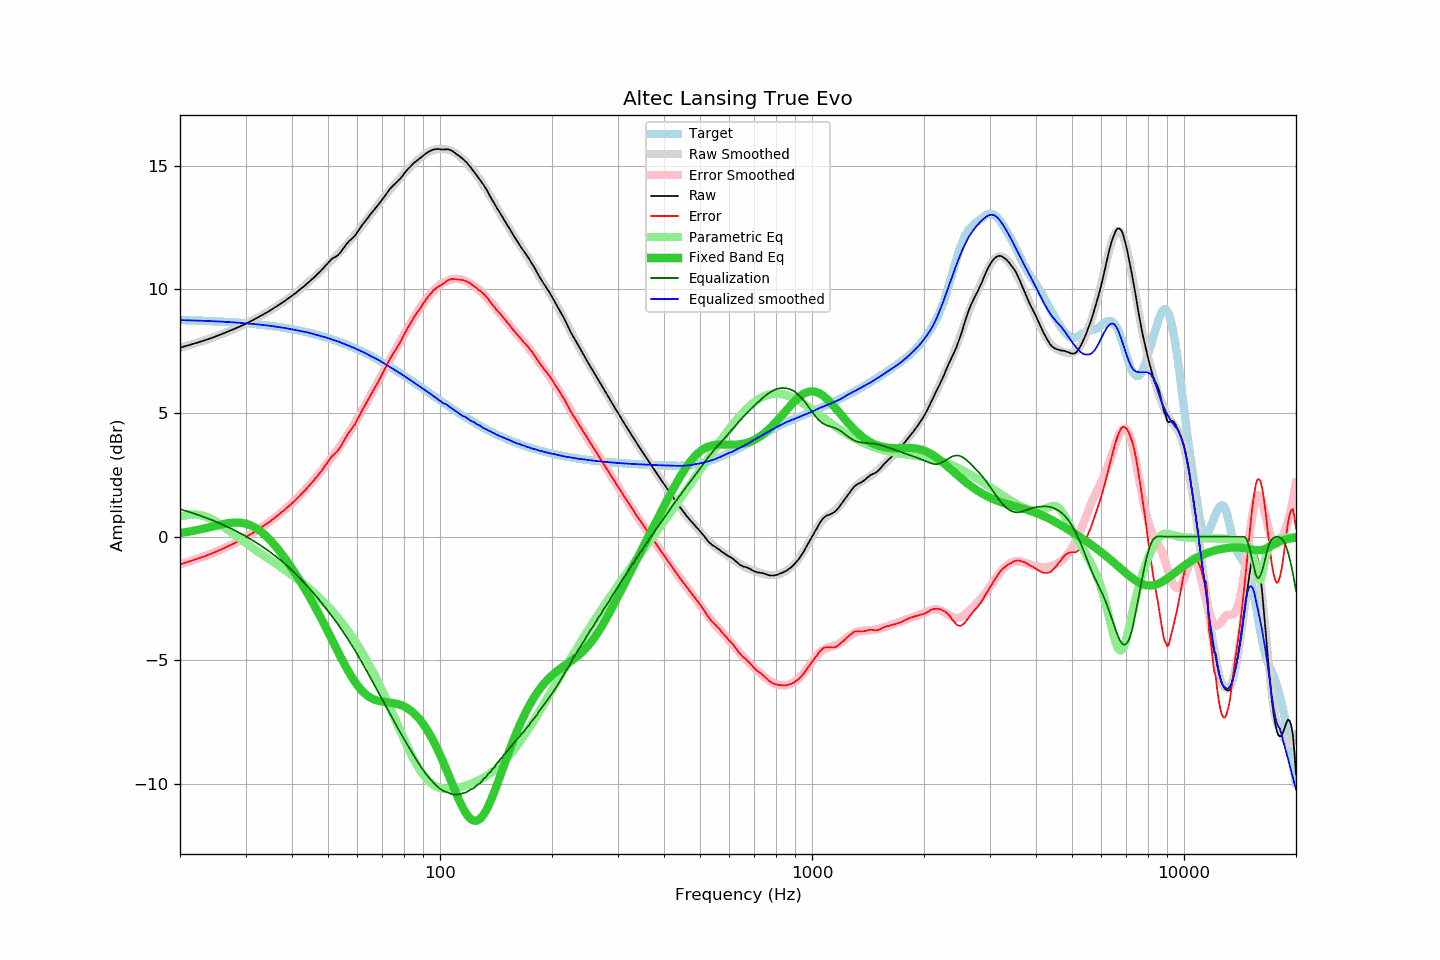 Altec Lansing True Evo
Target
Raw Smoothed
Error Smoothed
Raw
Error
Parametric Eq
Fixed Band Eq
Equalization
Equalized smoothed
Amplitude (dBr)
15
10
5
0
−5
−10
100
1000
10000
Frequency (Hz)